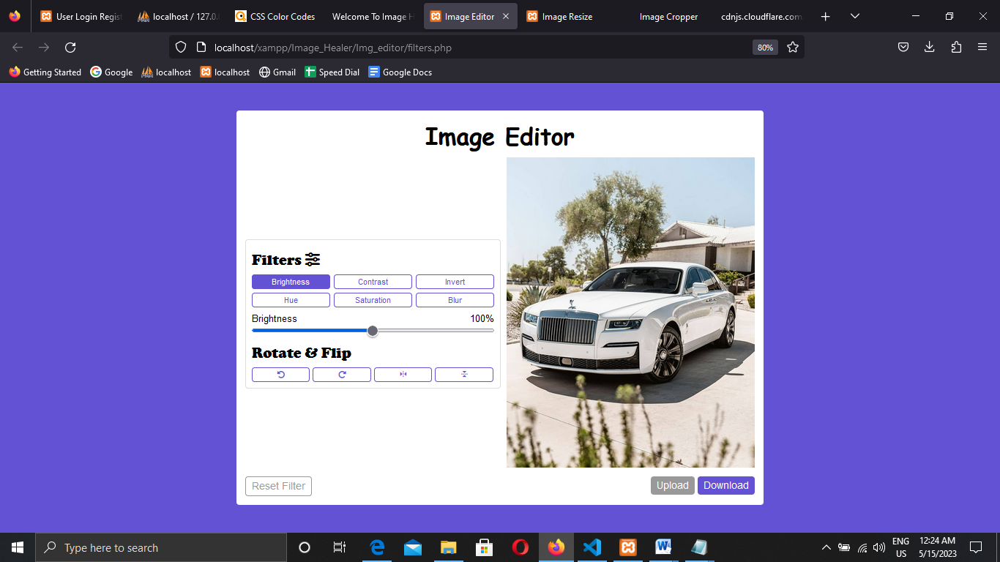 User Login Regist
localhost / 127.0.
CSS Color Codes
Welcome To Image H
Image Editor
Image Resize
Image Cropper
cdnjs.cloudflare.com
localhost/xampp/Image_Healer/Img_editor/filters.php
80%
Getting Started
Google
localhost
localhost
Gmail
Speed Dial
Google Docs
Image Editor
Filters
Brightness
Contrast
Invert
Hue
Saturation
Blur
Brightness
100%
Rotate & Flip
Reset Filter
Upload
Download
Type here to search
ENG
US
12:24 AM
5/15/2023